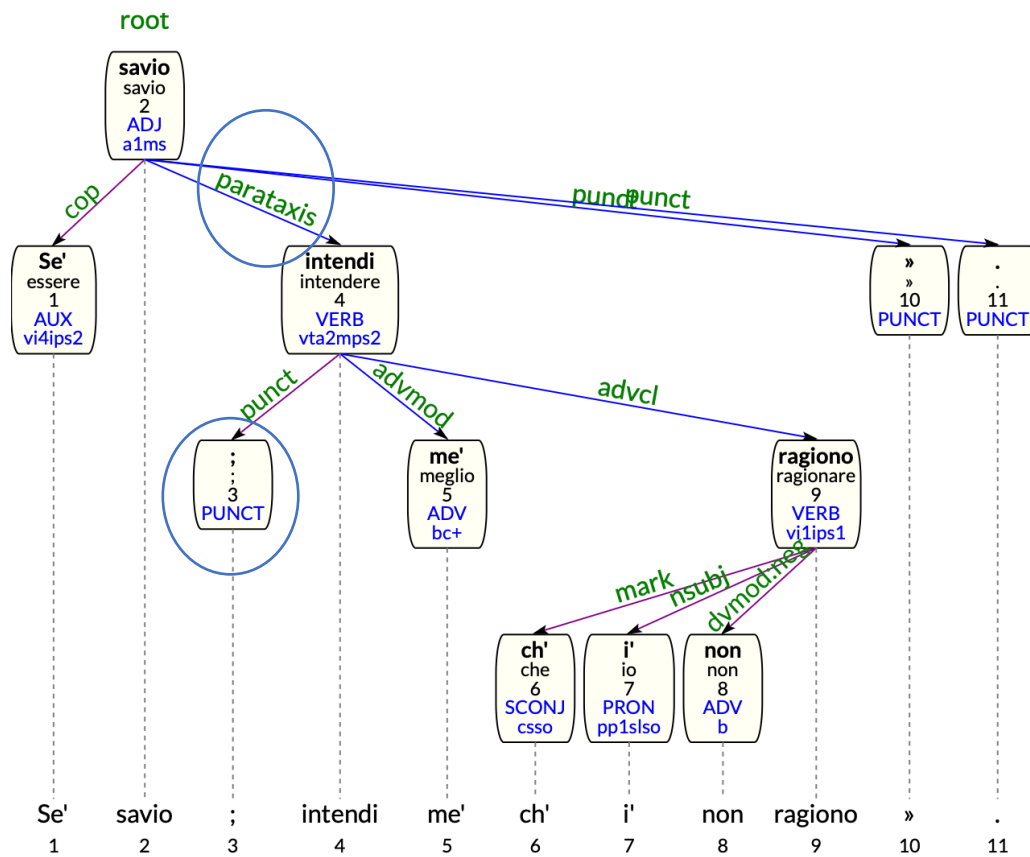 root
savio
savio
2
ADJ
a1ms
cop
parataxis
punct
punct
Se'
essere
1
AUX
vi4ips2
intendi
intendere
4
VERB
vta2mps2
»
»
10
PUNCT
.
.
11
PUNCT
punct
advmod
advcl
;
;
3
PUNCT
me'
meglio
5
ADV
bc+
ragiono
ragionare
9
VERB
vi1ips1
mark
nsubj
dvmod:neg
ch'
che
6
SCONJ
csso
i'
io
7
PRON
pp1slso
non
non
8
ADV
b
Se' savio ; intendi me' ch' i' non ragiono » .
1 2 3 4 5 6 7 8 9 10 11